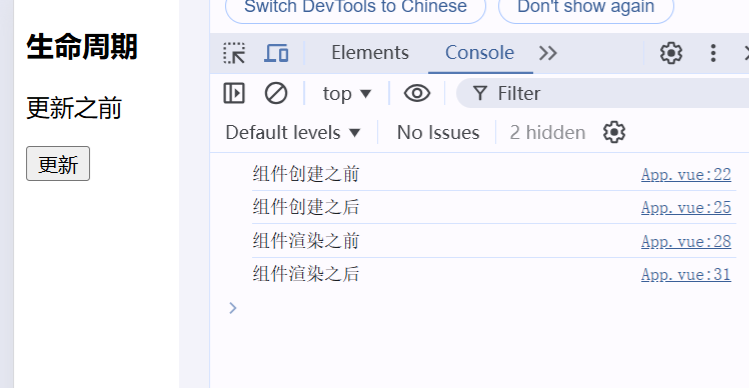 生命周期
更新之前
更新
Switch DevTools to Chinese
Don't show again
Elements
Console
top
Filter
Default levels
No Issues
2 hidden
组件创建之前
App.vue:22
组件创建之后
App.vue:25
组件渲染之前
App.vue:28
组件渲染之后
App.vue:31